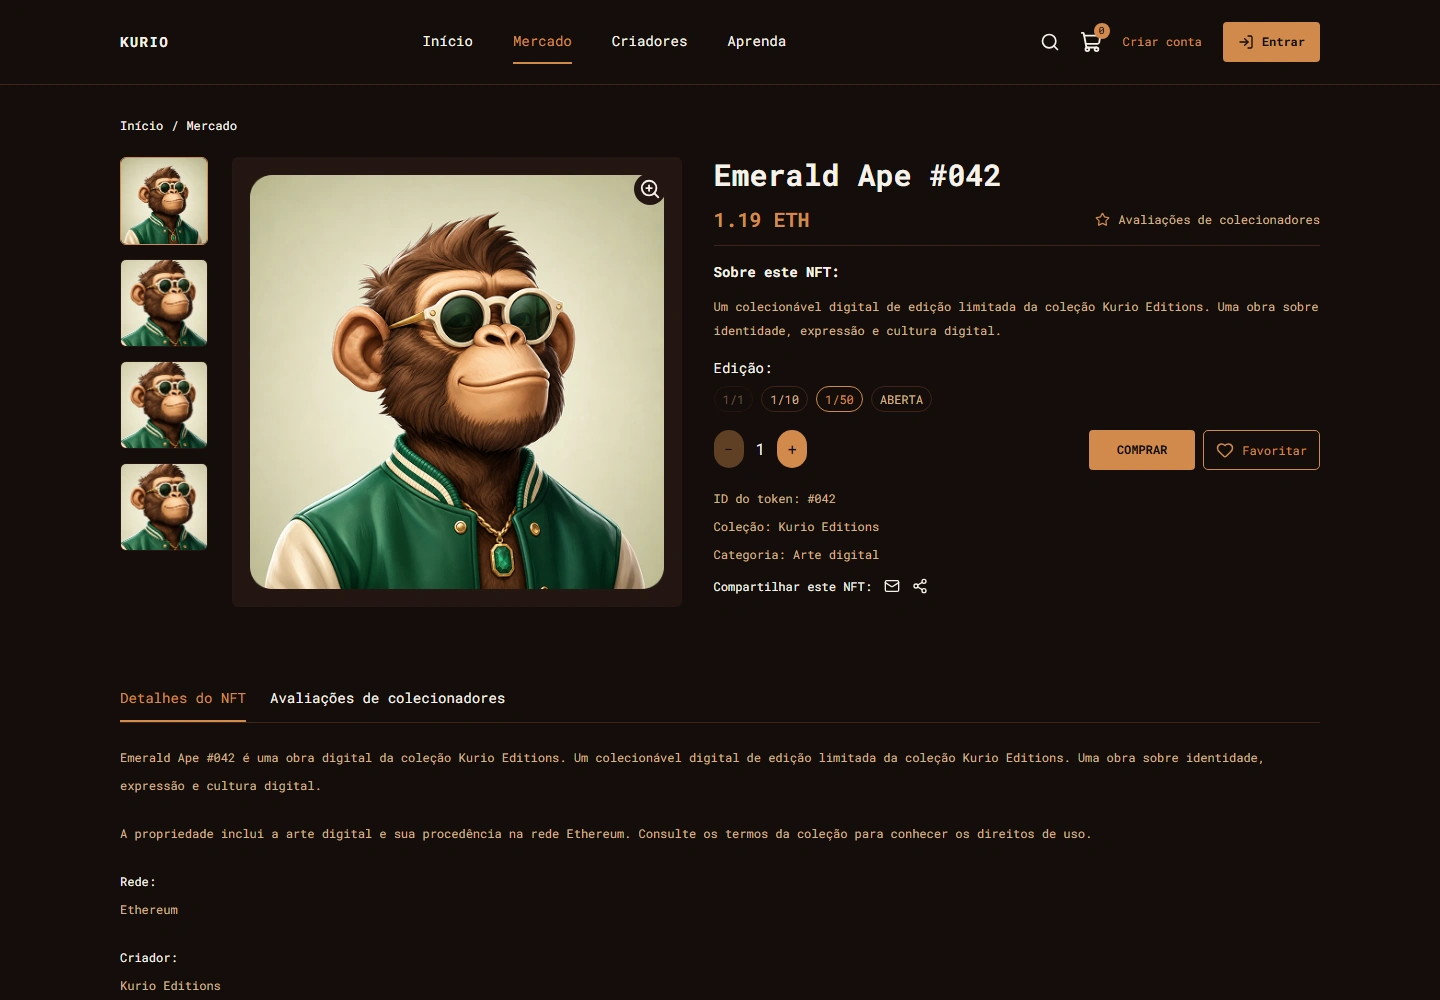 KURIO
Início
Mercado
Criadores
Aprenda
0
Criar conta
Entrar
Início / Mercado
Emerald Ape #042
1.19 ETH
Avaliações de colecionadores
Sobre este NFT:
Um colecionável digital de edição limitada da coleção Kurio Editions. Uma obra sobre
identidade, expressão e cultura digital.
Edição:
1/1
1/10
1/50
ABERTA
− 1 +
COMPRAR
Favoritar
ID do token: #042
Coleção: Kurio Editions
Categoria: Arte digital
Compartilhar este NFT:
Detalhes do NFT
Avaliações de colecionadores
Emerald Ape #042 é uma obra digital da coleção Kurio Editions. Um colecionável digital de edição limitada da coleção Kurio Editions. Uma obra sobre identidade,
expressão e cultura digital.
A propriedade inclui a arte digital e sua procedência na rede Ethereum. Consulte os termos da coleção para conhecer os direitos de uso.
Rede:
Ethereum
Criador:
Kurio Editions